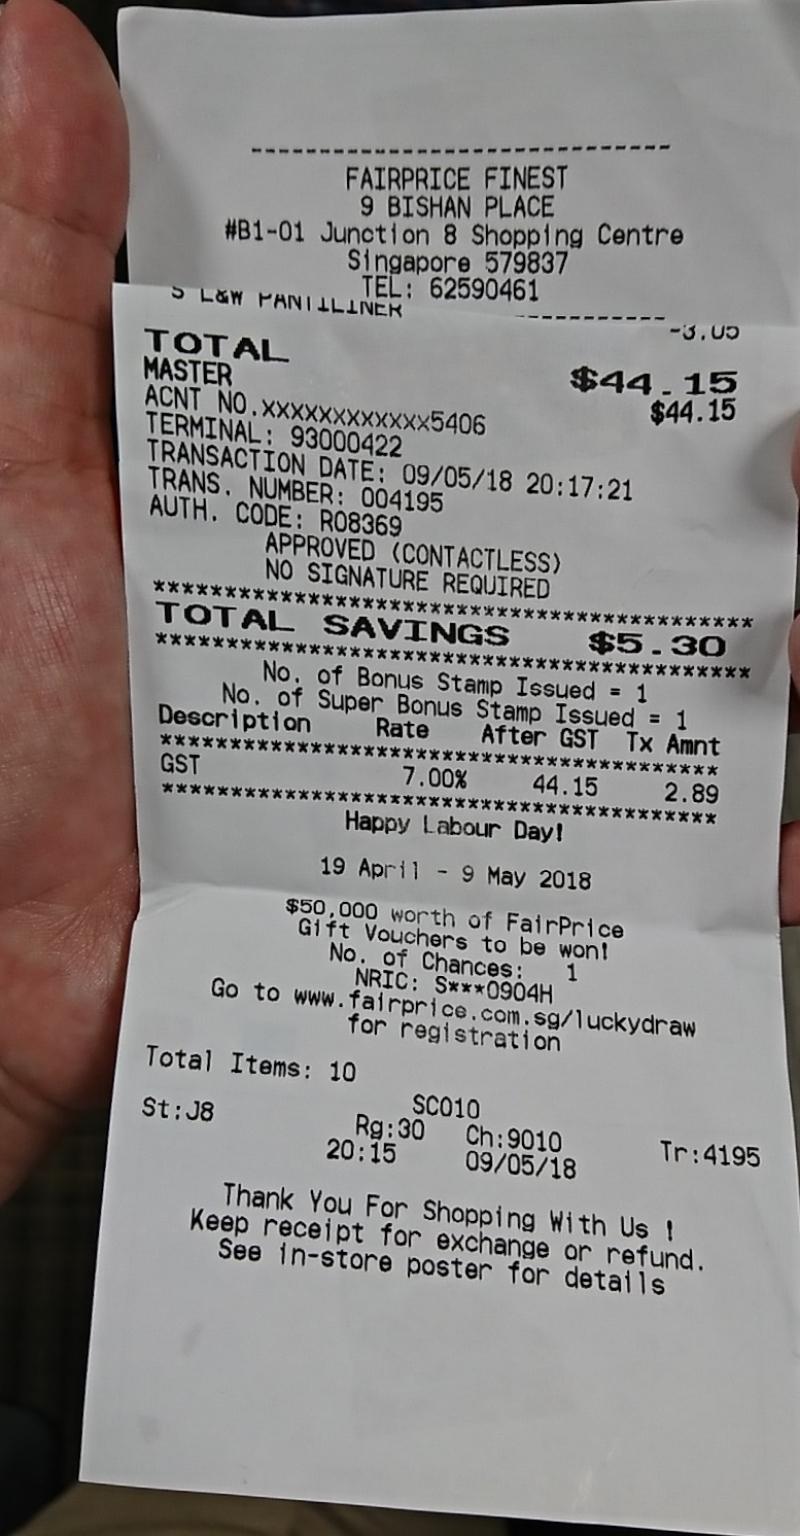 --------------------------------
FAIRPRICE FINEST
9 BISHAN PLACE
#B1-01 Junction 8 Shopping Centre
Singapore 579837
TEL: 62590461
S L&W PANTILINER -3.05
TOTAL $44.15
MASTER $44.15
ACNT NO.XXXXXXXXXXXX5406
TERMINAL: 93000422
TRANSACTION DATE: 09/05/18 20:17:21
TRANS. NUMBER: 004195
AUTH. CODE: R08369
APPROVED (CONTACTLESS)
NO SIGNATURE REQUIRED
****************************************
TOTAL SAVINGS $5.30
****************************************
No. of Bonus Stamp Issued = 1
No. of Super Bonus Stamp Issued = 1
Description Rate After GST Tx Amnt
****************************************
GST 7.00% 44.15 2.89
****************************************
Happy Labour Day!
19 April - 9 May 2018
$50,000 worth of FairPrice
Gift Vouchers to be won!
No. of Chances: 1
NRIC: S***0904H
Go to www.fairprice.com.sg/luckydraw
for registration
Total Items: 10
SCO10
St:J8 Rg:30 Ch:9010 Tr:4195
20:15 09/05/18
Thank You For Shopping With Us !
Keep receipt for exchange or refund.
See in-store poster for details